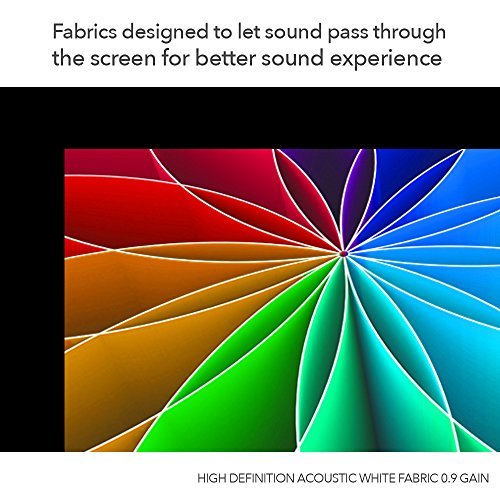 Fabrics designed to let sound pass through
the screen for better sound experience
HIGH DEFINITION ACOUSTIC WHITE FABRIC 0.9 GAIN